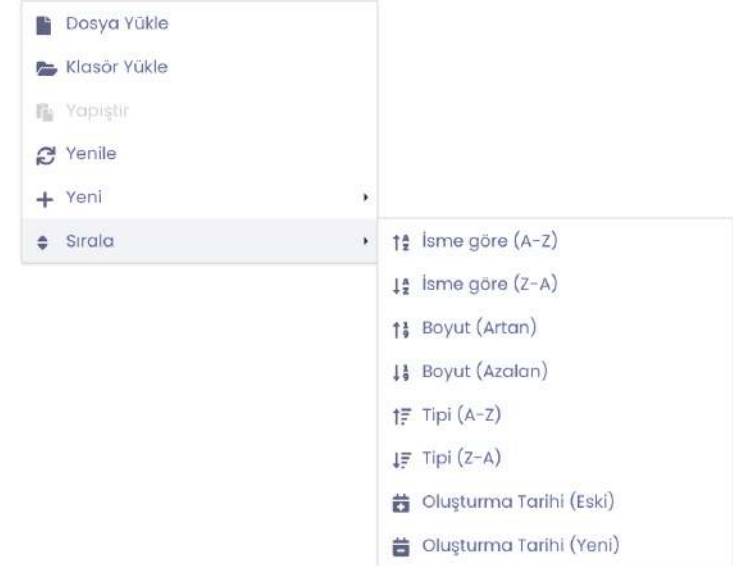 Dosya Yükle
Klasör Yükle
Yapıştır
Yenile
Yeni
Sırala
İsme göre (A-Z)
İsme göre (Z-A)
Boyut (Artan)
Boyut (Azalan)
Tipi (A-Z)
Tipi (Z-A)
Oluşturma Tarihi (Eski)
Oluşturma Tarihi (Yeni)